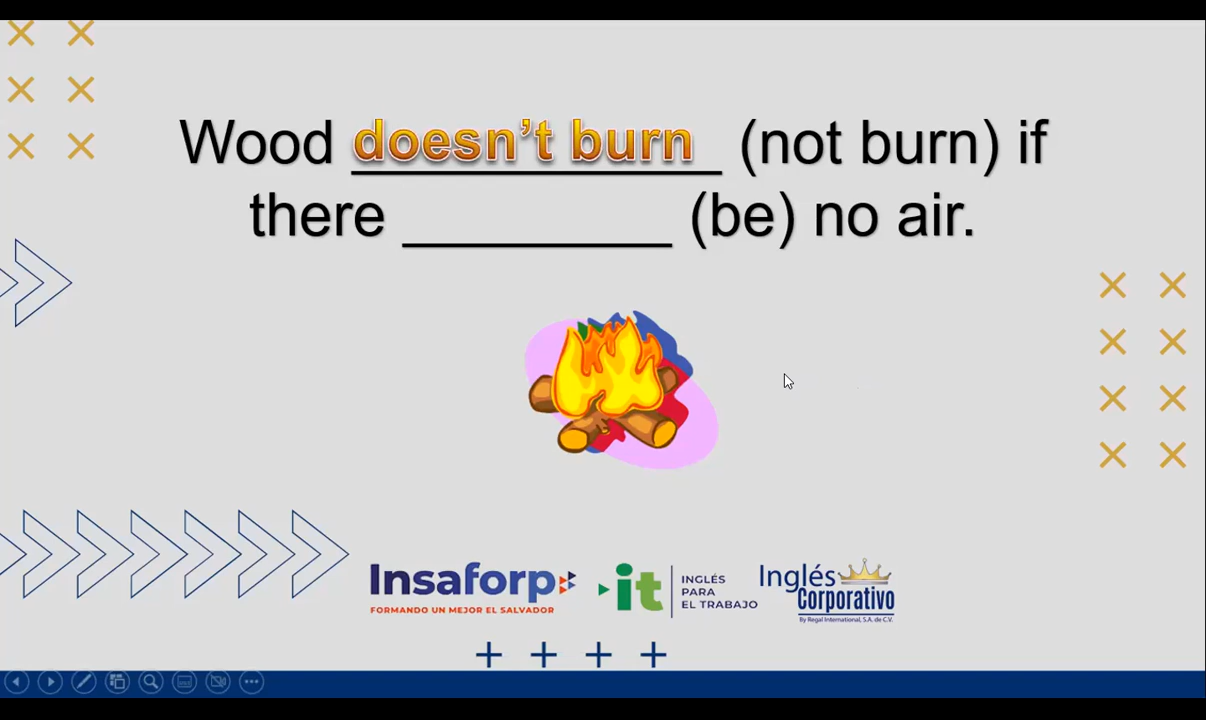 Wood doesn't burn (not burn) if
there __________ (be) no air.
Insaforp
FORMANDO UN MEJOR EL SALVADOR
it
INGLÉS
PARA
EL TRABAJO
Inglés
Corporativo
By Regal International, S.A. de C.V.